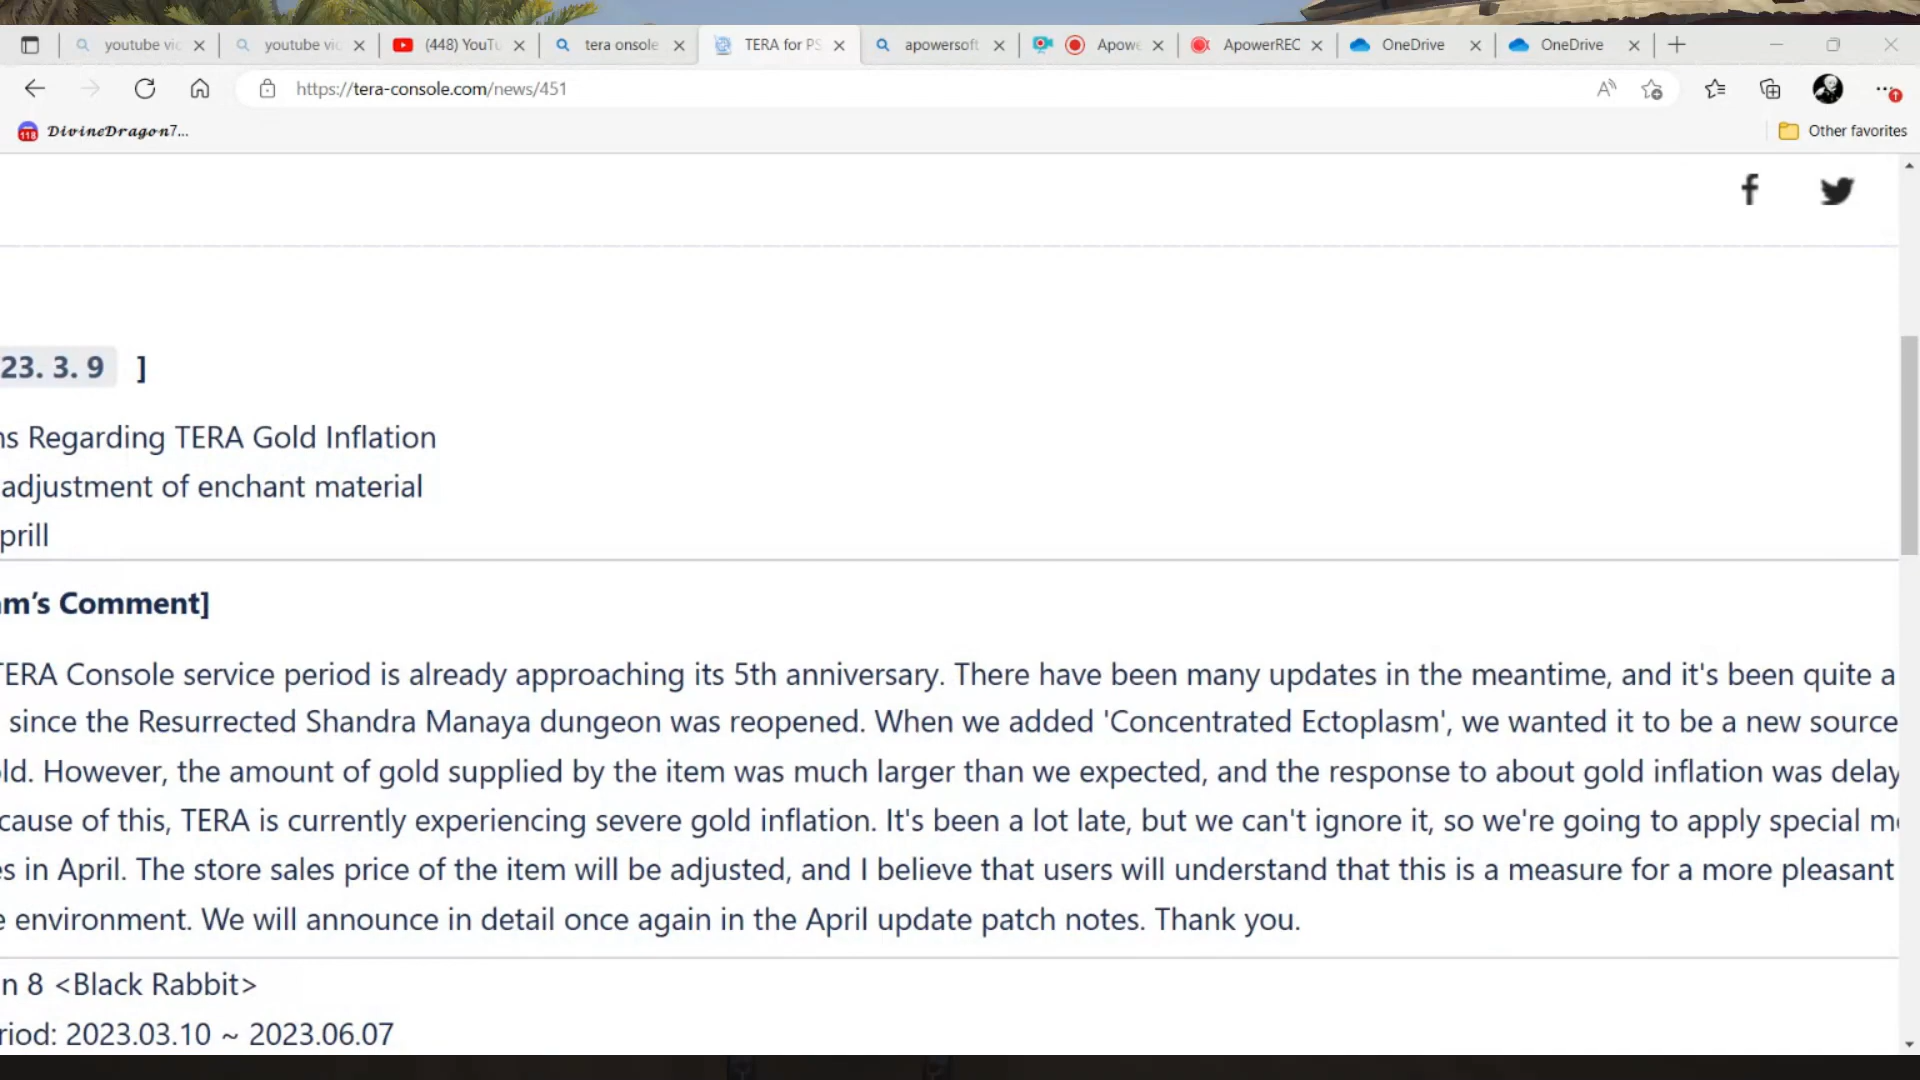 youtube vic
youtube vic
(448) YouTu
tera onsole
TERA for PS
apowersoft
Apowe
ApowerREC
OneDrive
OneDrive
https://tera-console.com/news/451
118 DivineDragon7...
Other favorites
23. 3. 9 ]
ns Regarding TERA Gold Inflation
adjustment of enchant material
prill
am's Comment]
TERA Console service period is already approaching its 5th anniversary. There have been many updates in the meantime, and it's been quite a
since the Resurrected Shandra Manaya dungeon was reopened. When we added 'Concentrated Ectoplasm', we wanted it to be a new source
ld. However, the amount of gold supplied by the item was much larger than we expected, and the response to about gold inflation was delay
cause of this, TERA is currently experiencing severe gold inflation. It's been a lot late, but we can't ignore it, so we're going to apply special me
es in April. The store sales price of the item will be adjusted, and I believe that users will understand that this is a measure for a more pleasant
e environment. We will announce in detail once again in the April update patch notes. Thank you.
n 8 <Black Rabbit>
riod: 2023.03.10 ~ 2023.06.07